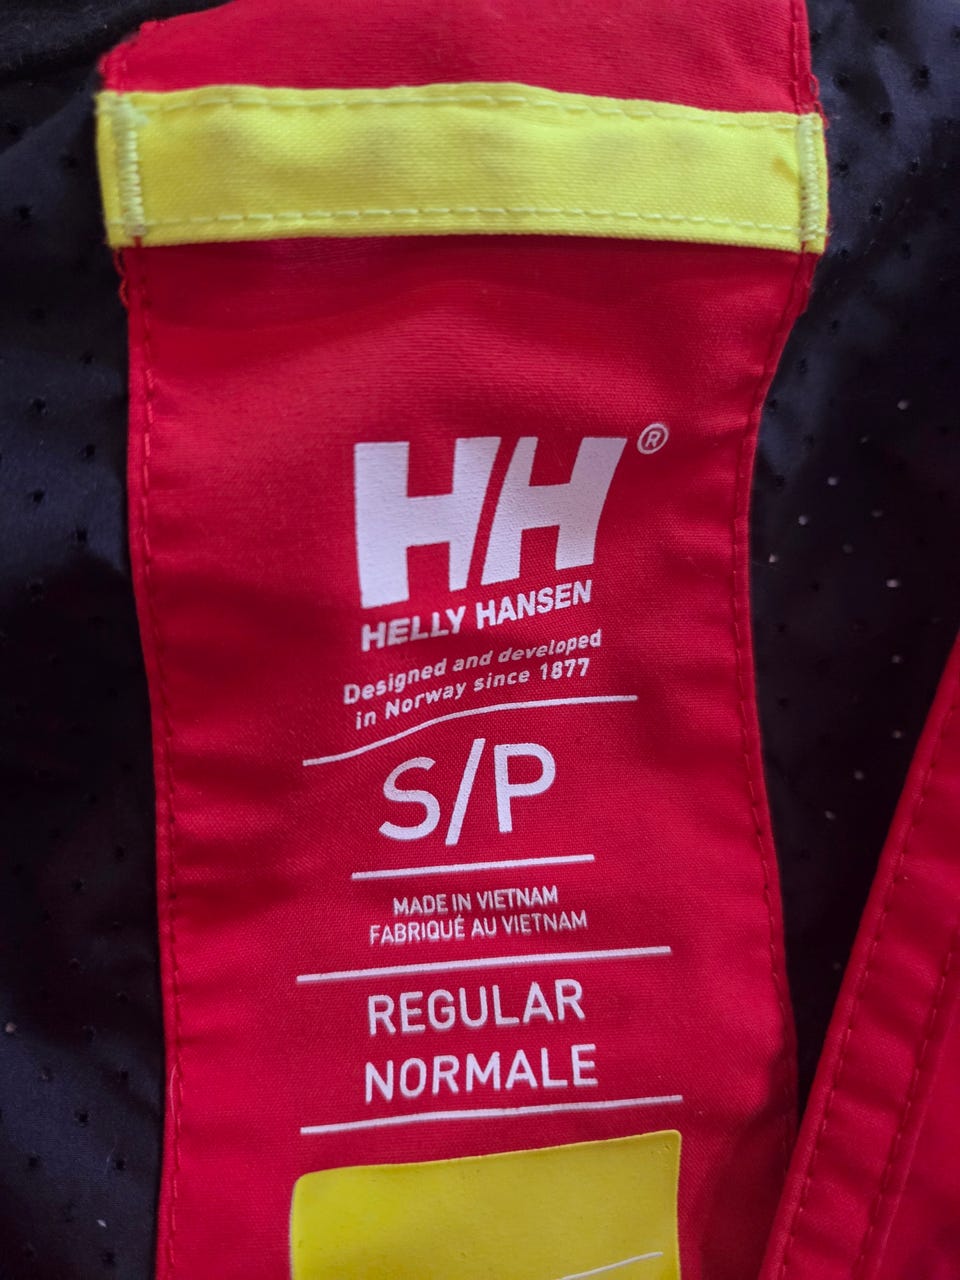 HH®
HELLY HANSEN
Designed and developed
in Norway since 1877
S/P
MADE IN VIETNAM
FABRIQUÉ AU VIETNAM
REGULAR
NORMALE